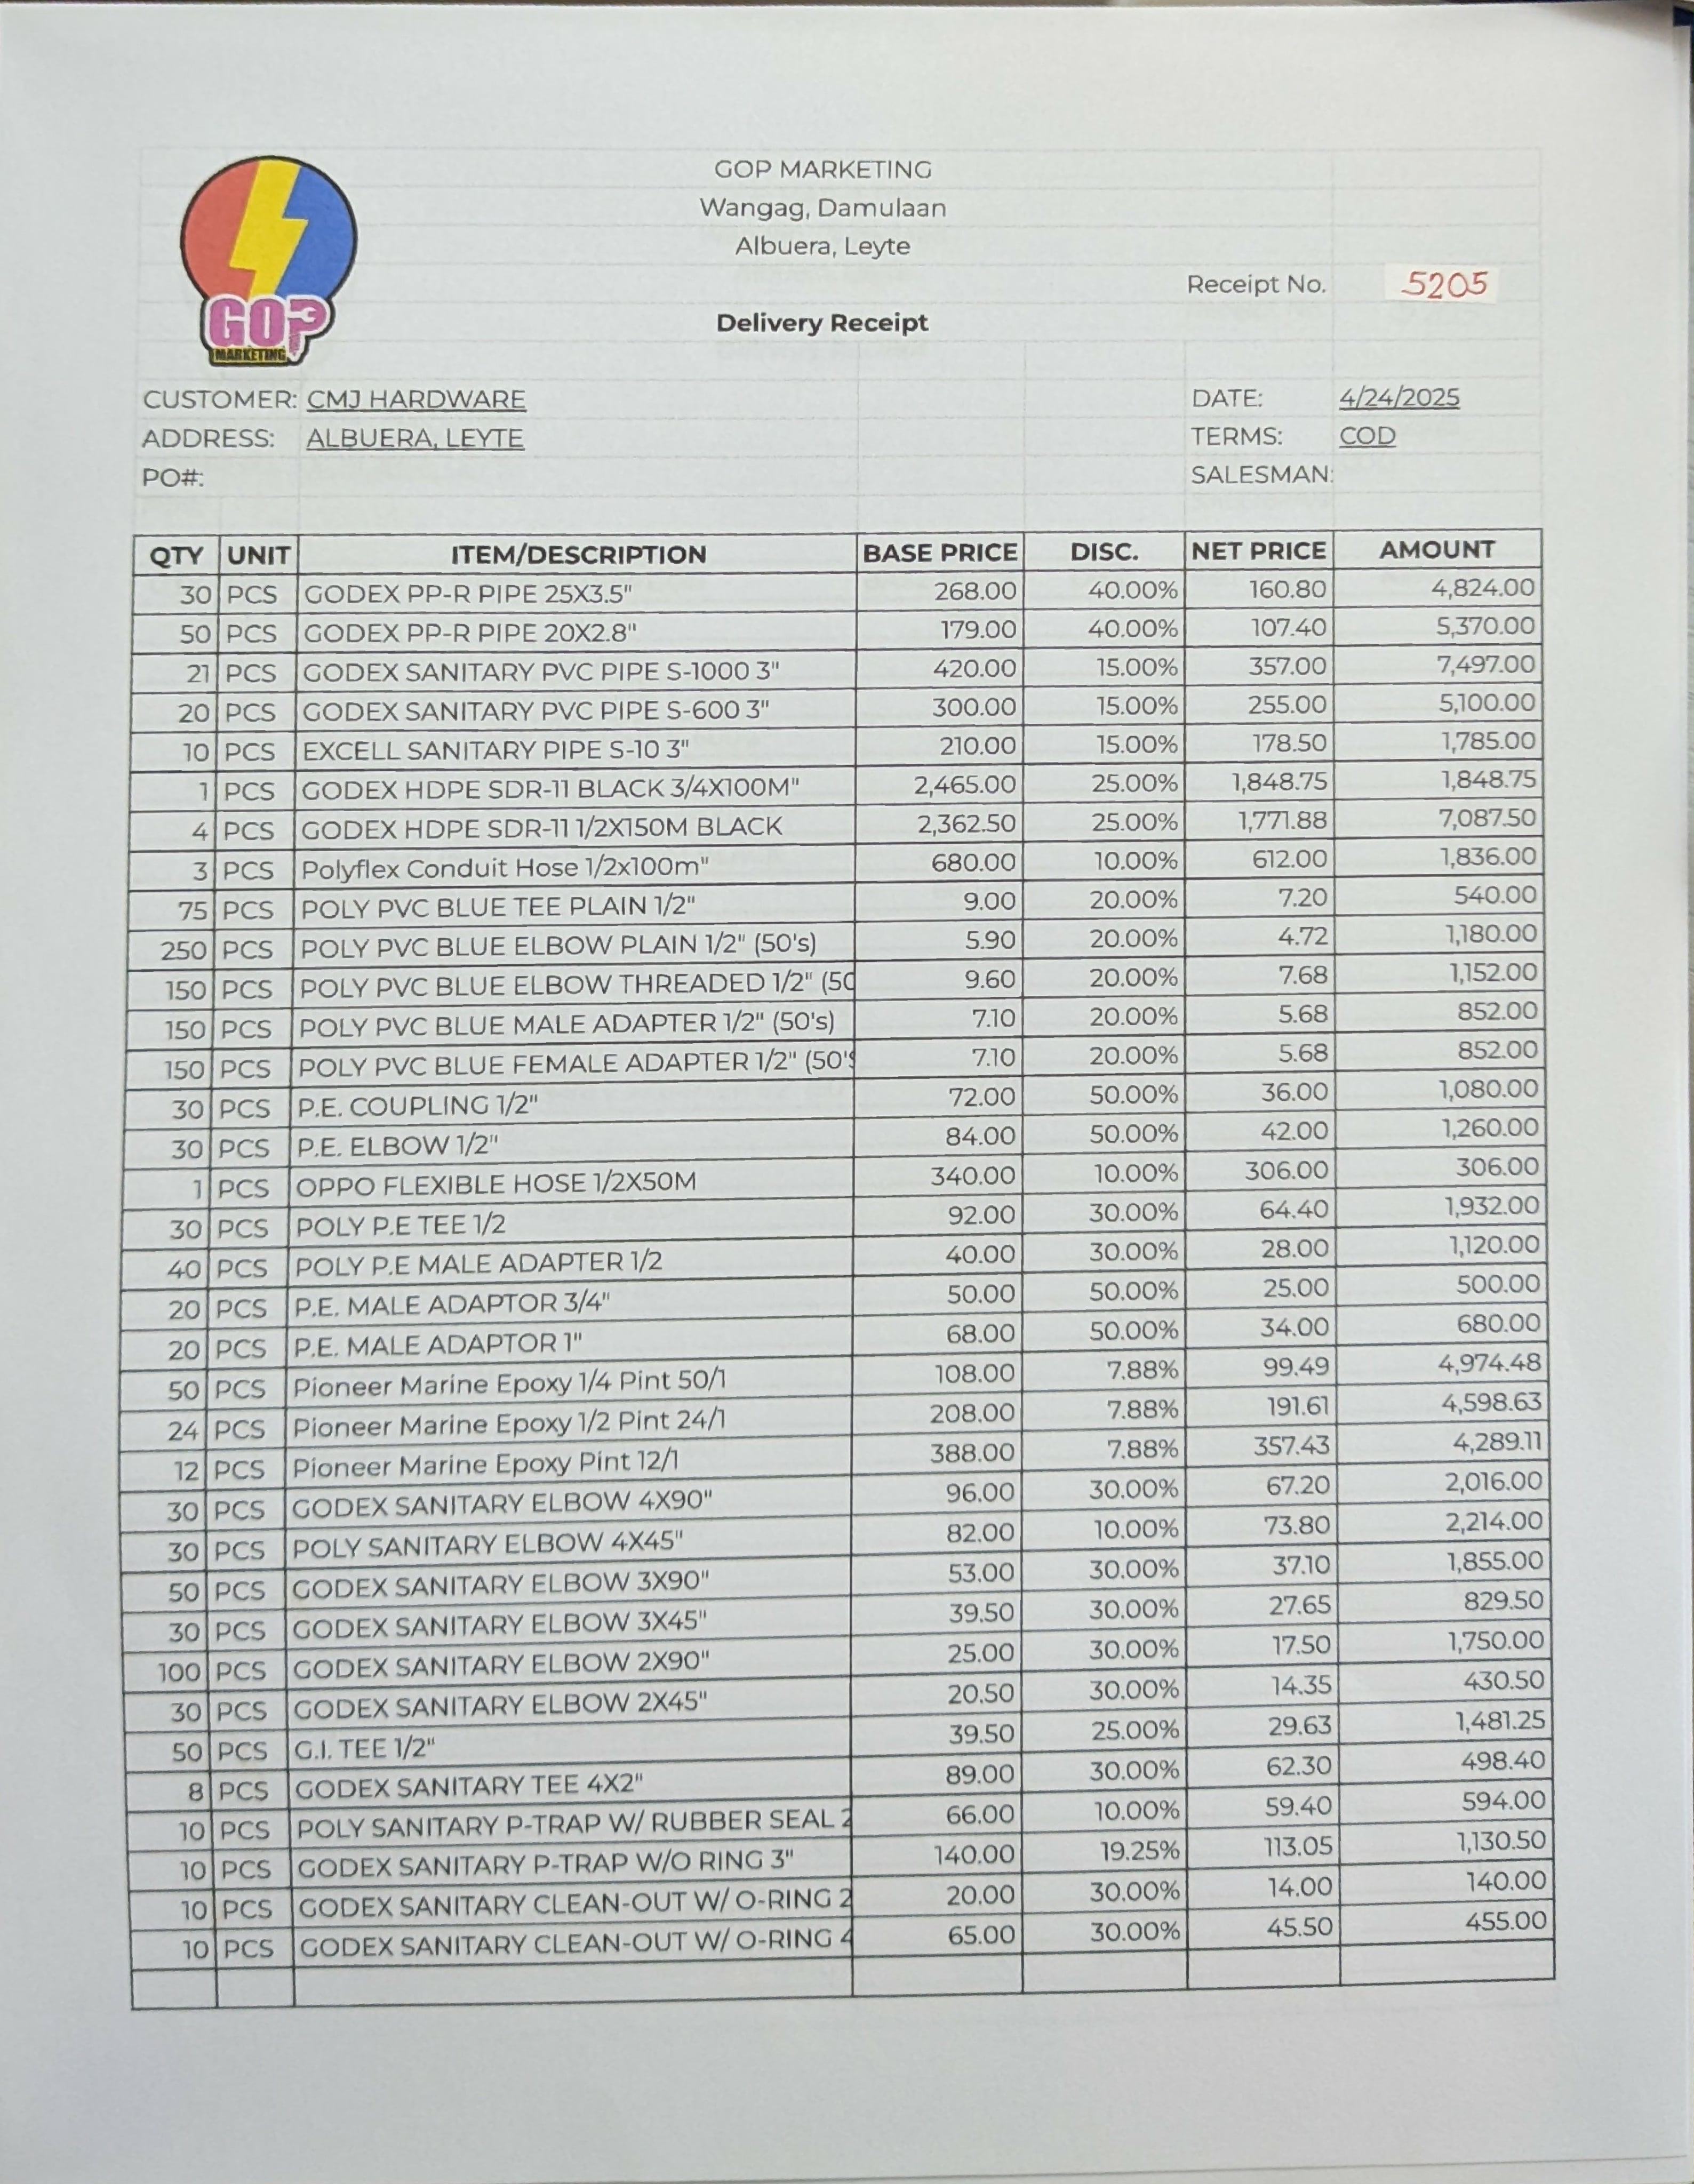 GOP MARKETING
Wangag, Damulaan
Albuera, Leyte
Receipt No. 5205
Delivery Receipt
GOP
MARKETING
CUSTOMER: CMJ HARDWARE DATE: 4/24/2025
ADDRESS: ALBUERA, LEYTE TERMS: COD
PO#: SALESMAN:
QTY UNIT ITEM/DESCRIPTION BASE PRICE DISC. NET PRICE AMOUNT
30 PCS GODEX PP-R PIPE 25X3.5" 268.00 40.00% 160.80 4,824.00
50 PCS GODEX PP-R PIPE 20X2.8" 179.00 40.00% 107.40 5,370.00
21 PCS GODEX SANITARY PVC PIPE S-1000 3" 420.00 15.00% 357.00 7,497.00
20 PCS GODEX SANITARY PVC PIPE S-600 3" 300.00 15.00% 255.00 5,100.00
10 PCS EXCELL SANITARY PIPE S-10 3" 210.00 15.00% 178.50 1,785.00
1 PCS GODEX HDPE SDR-11 BLACK 3/4X100M" 2,465.00 25.00% 1,848.75 1,848.75
4 PCS GODEX HDPE SDR-11 1/2X150M BLACK 2,362.50 25.00% 1,771.88 7,087.50
3 PCS Polyflex Conduit Hose 1/2x100m" 680.00 10.00% 612.00 1,836.00
75 PCS POLY PVC BLUE TEE PLAIN 1/2" 9.00 20.00% 7.20 540.00
250 PCS POLY PVC BLUE ELBOW PLAIN 1/2" (50's) 5.90 20.00% 4.72 1,180.00
150 PCS POLY PVC BLUE ELBOW THREADED 1/2" (50 9.60 20.00% 7.68 1,152.00
150 PCS POLY PVC BLUE MALE ADAPTER 1/2" (50's) 7.10 20.00% 5.68 852.00
150 PCS POLY PVC BLUE FEMALE ADAPTER 1/2" (50's 7.10 20.00% 5.68 852.00
30 PCS P.E. COUPLING 1/2" 72.00 50.00% 36.00 1,080.00
30 PCS P.E. ELBOW 1/2" 84.00 50.00% 42.00 1,260.00
1 PCS OPPO FLEXIBLE HOSE 1/2X50M 340.00 10.00% 306.00 306.00
30 PCS POLY P.E TEE 1/2 92.00 30.00% 64.40 1,932.00
40 PCS POLY P.E MALE ADAPTER 1/2 40.00 30.00% 28.00 1,120.00
20 PCS P.E. MALE ADAPTOR 3/4" 50.00 50.00% 25.00 500.00
20 PCS P.E. MALE ADAPTOR 1" 68.00 50.00% 34.00 680.00
50 PCS Pioneer Marine Epoxy 1/4 Pint 50/1 108.00 7.88% 99.49 4,974.48
24 PCS Pioneer Marine Epoxy 1/2 Pint 24/1 208.00 7.88% 191.61 4,598.63
12 PCS Pioneer Marine Epoxy Pint 12/1 388.00 7.88% 357.43 4,289.11
30 PCS GODEX SANITARY ELBOW 4X90" 96.00 30.00% 67.20 2,016.00
30 PCS POLY SANITARY ELBOW 4X45" 82.00 10.00% 73.80 2,214.00
50 PCS GODEX SANITARY ELBOW 3X90" 53.00 30.00% 37.10 1,855.00
30 PCS GODEX SANITARY ELBOW 3X45" 39.50 30.00% 27.65 829.50
100 PCS GODEX SANITARY ELBOW 2X90" 25.00 30.00% 17.50 1,750.00
30 PCS GODEX SANITARY ELBOW 2X45" 20.50 30.00% 14.35 430.50
50 PCS G.I. TEE 1/2" 39.50 25.00% 29.63 1,481.25
8 PCS GODEX SANITARY TEE 4X2" 89.00 30.00% 62.30 498.40
10 PCS POLY SANITARY P-TRAP W/ RUBBER SEAL 2 66.00 10.00% 59.40 594.00
10 PCS GODEX SANITARY P-TRAP W/O RING 3" 140.00 19.25% 113.05 1,130.50
10 PCS GODEX SANITARY CLEAN-OUT W/ O-RING 2 20.00 30.00% 14.00 140.00
10 PCS GODEX SANITARY CLEAN-OUT W/ O-RING 4 65.00 30.00% 45.50 455.00